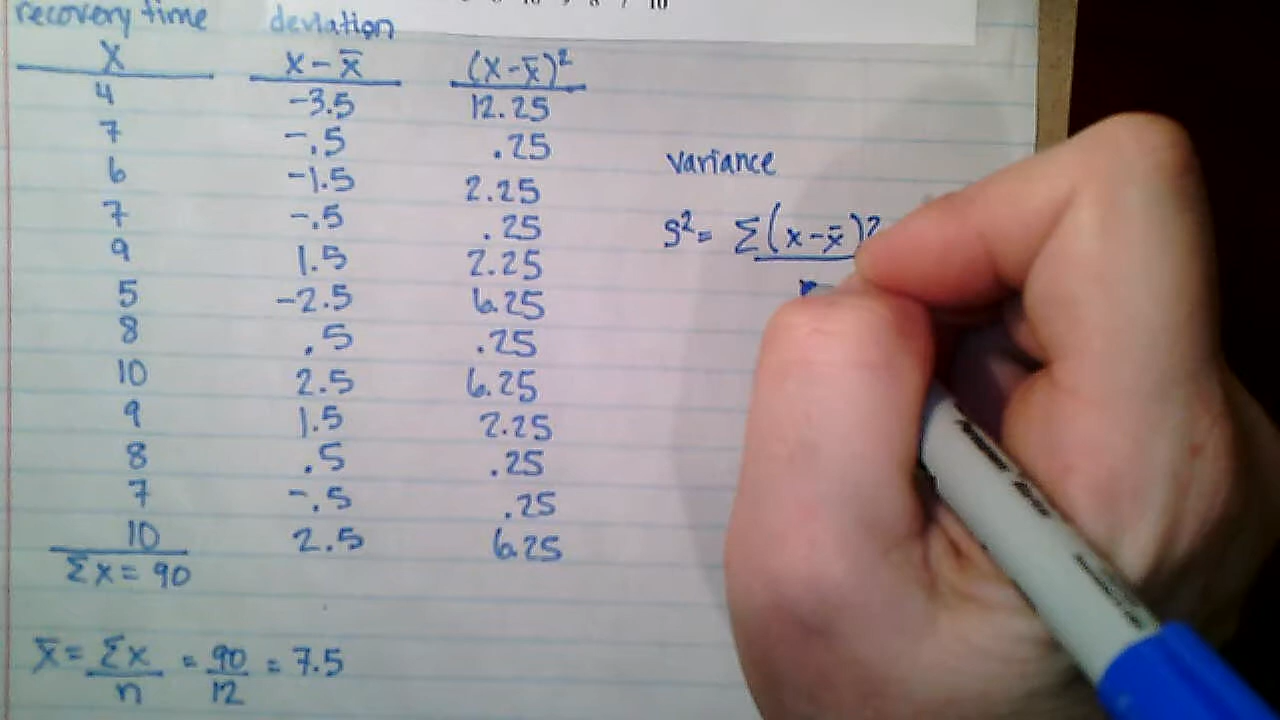 recovery time deviation
x x - x̄ (x-x̄)²
4 -3.5 12.25
7 -.5 .25
6 -1.5 2.25
7 -.5 .25
9 1.5 2.25
5 -2.5 6.25
8 .5 .25
10 2.5 6.25
9 1.5 2.25
8 .5 .25
7 -.5 .25
10 2.5 6.25
Σx = 90
x̄ = Σx/n = 90/12 = 7.5
variance
s² = Σ(x-x̄)²